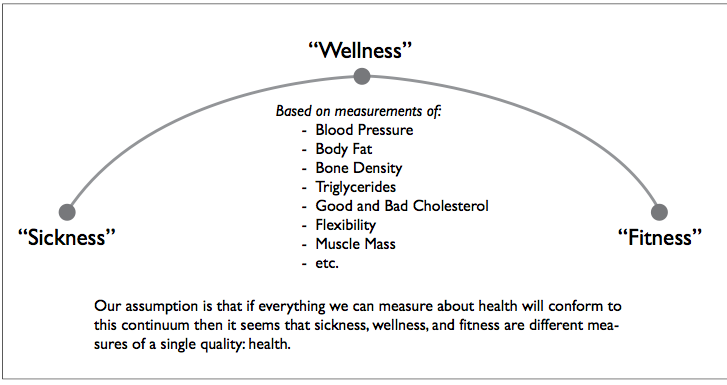 “Wellness”
Based on measurements of:
- Blood Pressure
- Body Fat
- Bone Density
- Triglycerides
- Good and Bad Cholesterol
- Flexibility
- Muscle Mass
- etc.
“Sickness”
“Fitness”
Our assumption is that if everything we can measure about health will conform to
this continuum then it seems that sickness, wellness, and fitness are different mea-
sures of a single quality: health.